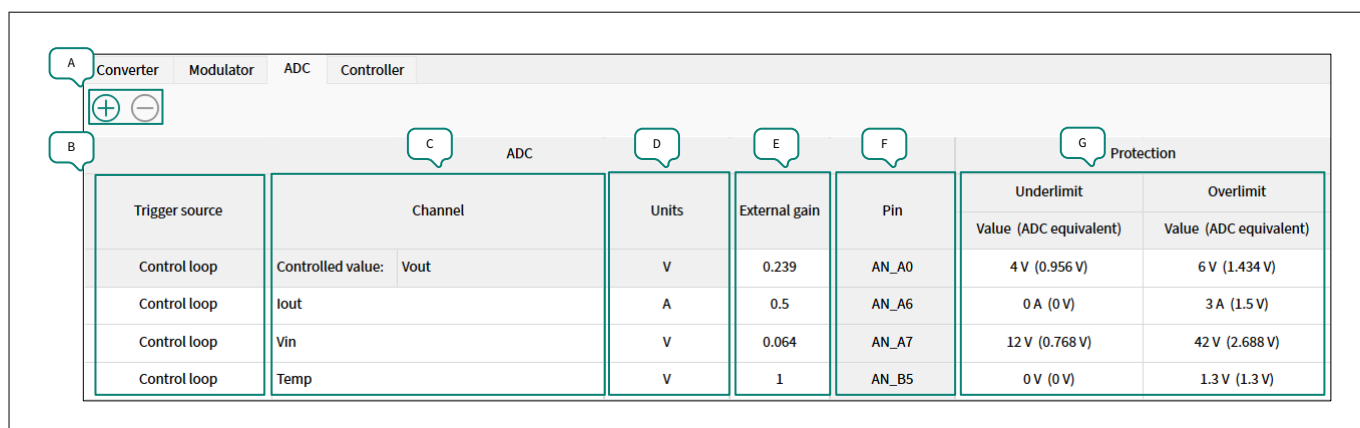 A
Converter Modulator ADC Controller
B
C
ADC
D
E
F
G
Protection
Trigger source Channel Units External gain Pin Underlimit Overlimit
Value (ADC equivalent) Value (ADC equivalent)
Control loop Controlled value: Vout V 0.239 AN_A0 4 V (0.956 V) 6 V (1.434 V)
Control loop Iout A 0.5 AN_A6 0 A (0 V) 3 A (1.5 V)
Control loop Vin V 0.064 AN_A7 12 V (0.768 V) 42 V (2.688 V)
Control loop Temp V 1 AN_B5 0 V (0 V) 1.3 V (1.3 V)